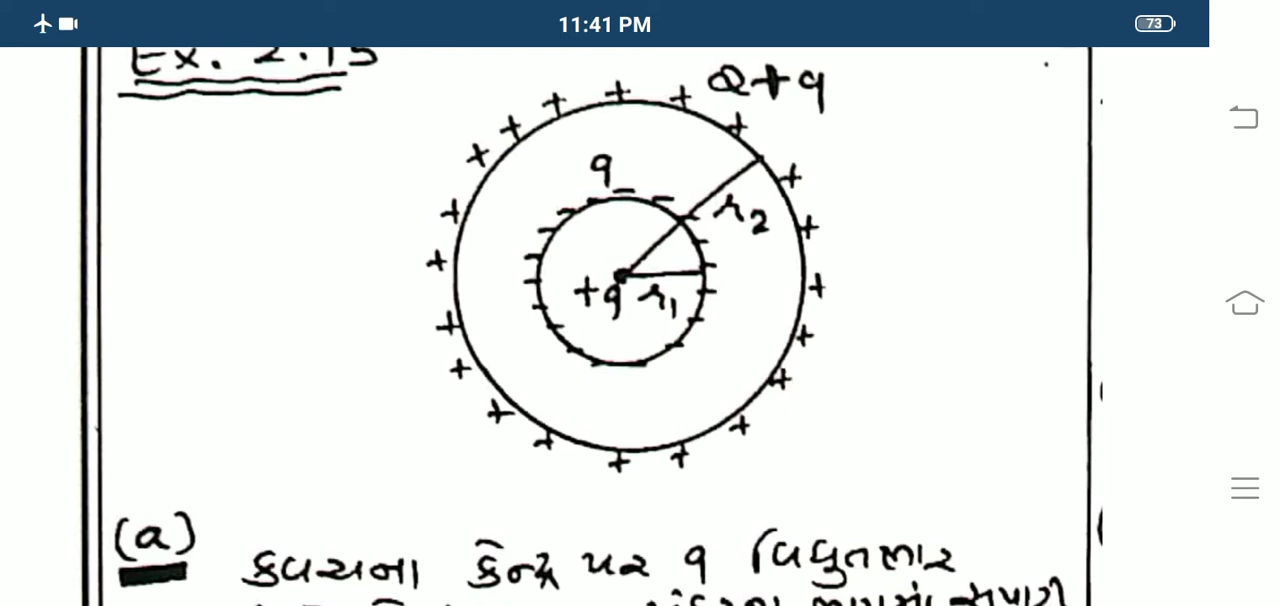 11:41 PM
73
Ex. 2.15
Q+q
q
r2
+q r1
(a) કવચના કેન્દ્ર પર q વિદ્યુતભાર